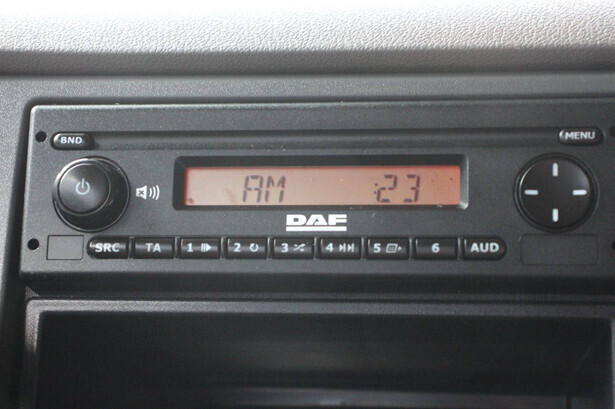 BND
MENU
AM :23
DAF
SRC TA 1 2 3 4 5 6 AUD